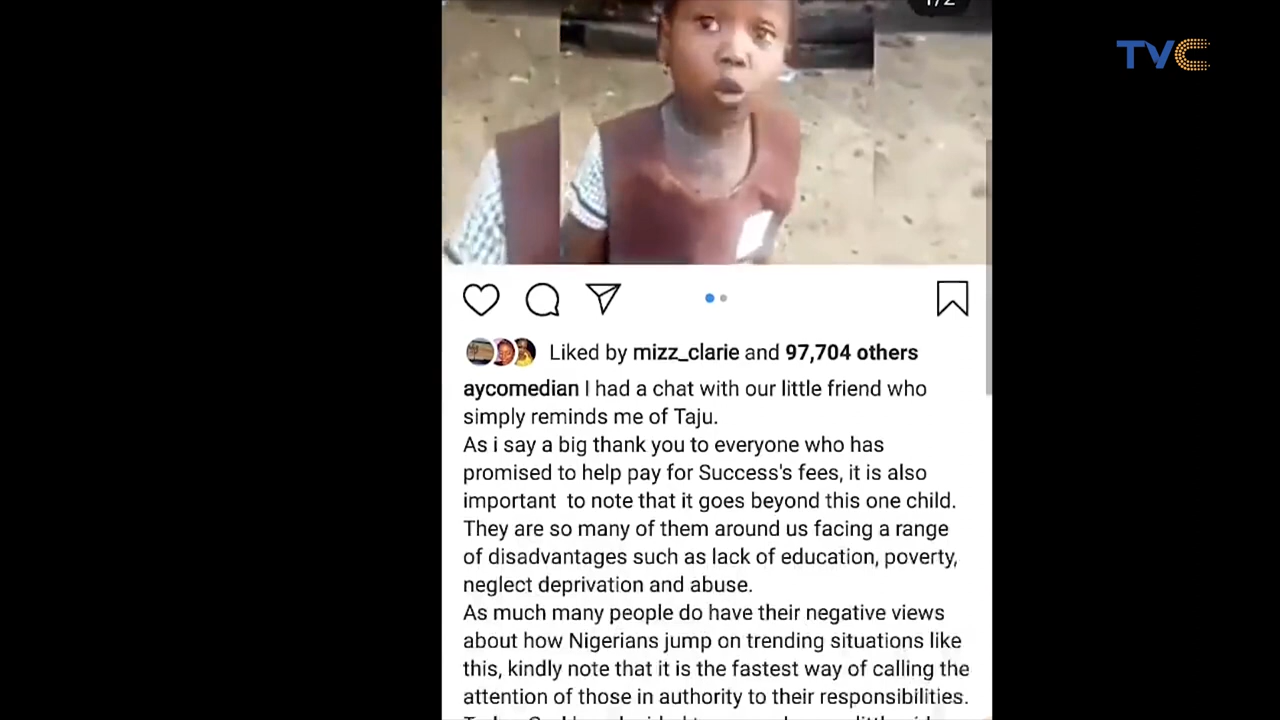 TVC
Liked by mizz_clarie and 97,704 others
aycomedian I had a chat with our little friend who
simply reminds me of Taju.
As i say a big thank you to everyone who has
promised to help pay for Success's fees, it is also
important to note that it goes beyond this one child.
They are so many of them around us facing a range
of disadvantages such as lack of education, poverty,
neglect deprivation and abuse.
As much many people do have their negative views
about how Nigerians jump on trending situations like
this, kindly note that it is the fastest way of calling the
attention of those in authority to their responsibilities.